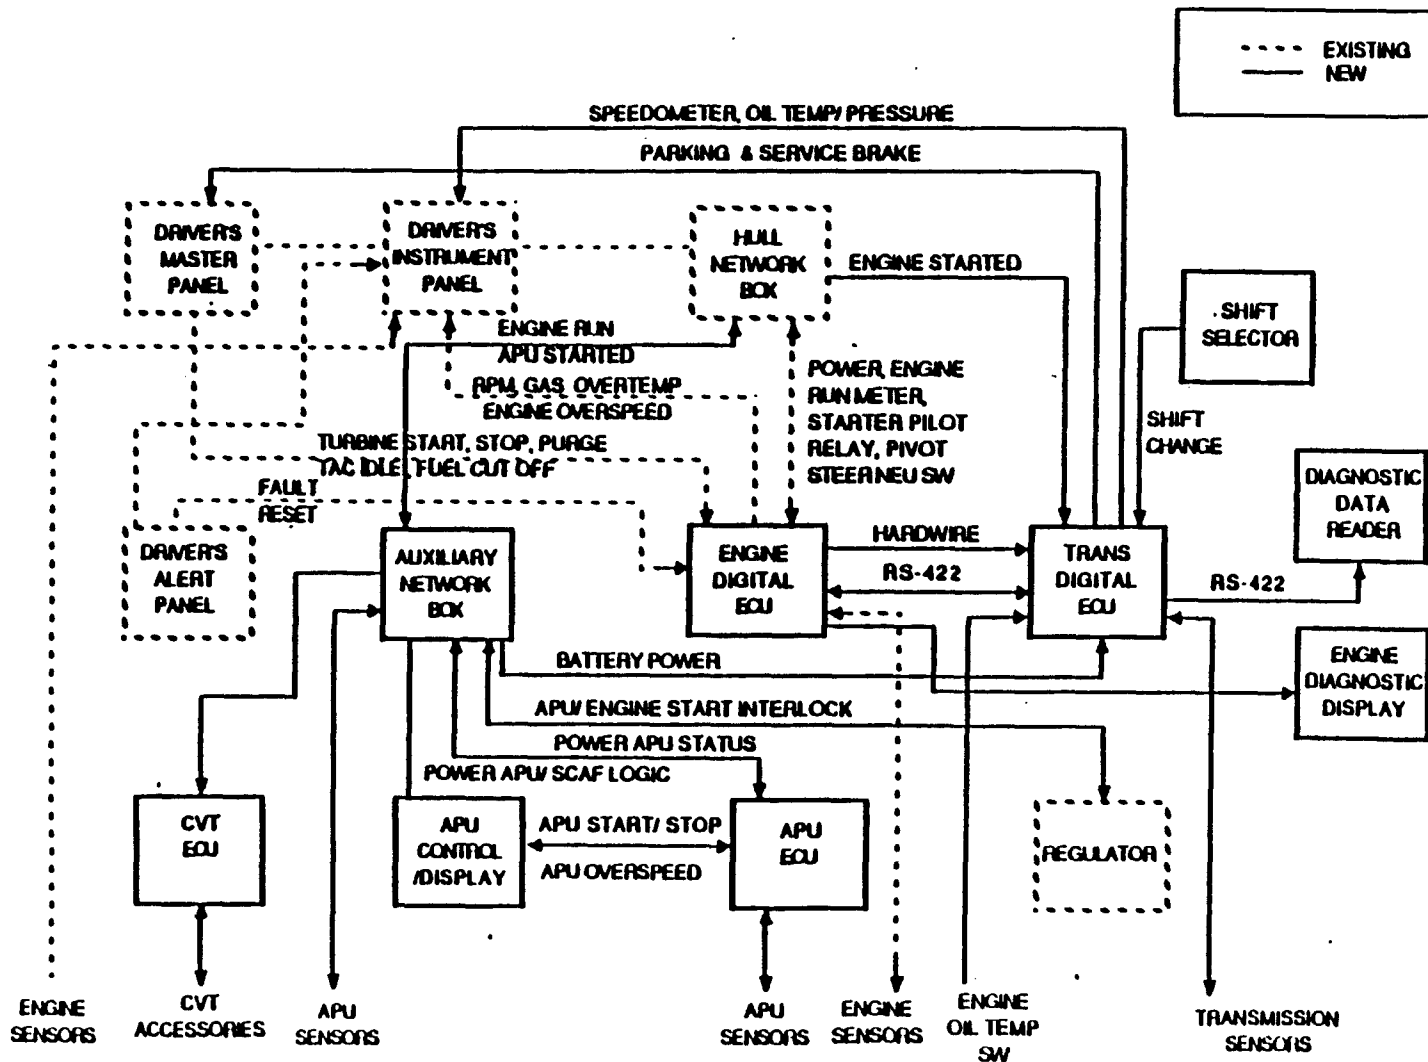 EXISTING
NEW
SPEEDOMETER, OIL TEMP/ PRESSURE
PARKING & SERVICE BRAKE
DRIVER'S
MASTER
PANEL
DRIVER'S
INSTRUMENT
PANEL
HULL
NETWORK
BOX
ENGINE STARTED
SHIFT
SELECTOR
ENGINE RUN
APU STARTED
RPM, GAS, OVERTEMP
ENGINE OVERSPEED
POWER, ENGINE
RUN METER,
STARTER PILOT
RELAY, PIVOT
STEER NEU SW
SHIFT
CHANGE
TURBINE START, STOP, PURGE
TAC IDLE, FUEL CUT OFF
FAULT
RESET
DIAGNOSTIC
DATA
READER
DRIVER'S
ALERT
PANEL
AUXILIARY
NETWORK
BOX
ENGINE
DIGITAL
ECU
HARDWIRE
RS-422
TRANS
DIGITAL
ECU
RS-422
BATTERY POWER
ENGINE
DIAGNOSTIC
DISPLAY
APU/ ENGINE START INTERLOCK
POWER APU STATUS
POWER APU/ SCAF LOGIC
CVT
ECU
APU
CONTROL
/DISPLAY
APU START/ STOP
APU OVERSPEED
APU
ECU
REGULATOR
ENGINE
SENSORS
CVT
ACCESSORIES
APU
SENSORS
APU
SENSORS
ENGINE
SENSORS
ENGINE
OIL TEMP
SW
TRANSMISSION
SENSORS